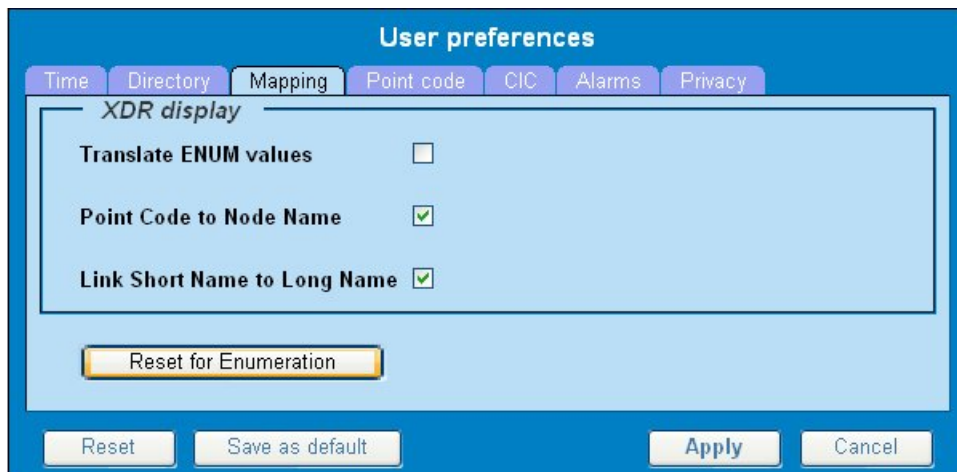 User preferences
Time Directory Mapping Point code CIC Alarms Privacy
XDR display
Translate ENUM values
Point Code to Node Name
Link Short Name to Long Name
Reset for Enumeration
Reset Save as default Apply Cancel